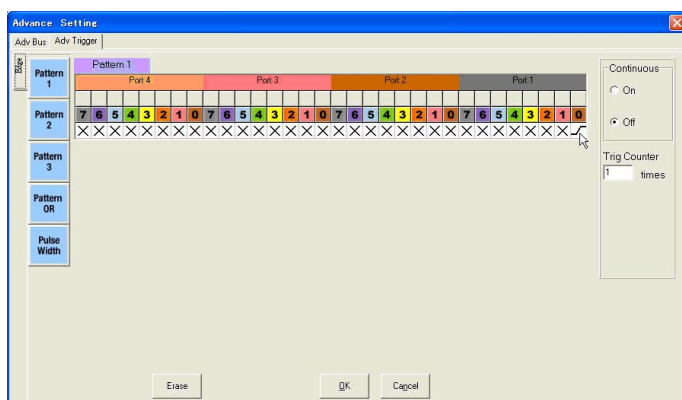 Advance Setting
Adv Bus Adv Trigger
Edge
Pattern 1
Pattern 2
Pattern 3
Pattern OR
Pulse Width
Pattern 1
Port 4 Port 3 Port 2 Port 1
7 6 5 4 3 2 1 0 7 6 5 4 3 2 1 0 7 6 5 4 3 2 1 0 7 6 5 4 3 2 1 0
X X X X X X X X X X X X X X X X X X X X X X X X X X X X X X X
Continuous
On
Off
Trig Counter
1 times
Erase OK Cancel